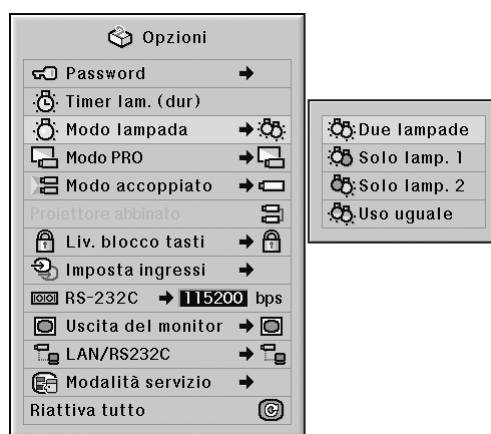 Opzioni
Password
Timer lam. (dur)
Modo lampada
Modo PRO
Modo accoppiato
Proiettore abbinato
Liv. blocco tasti
Imposta ingressi
RS-232C 115200 bps
Uscita del monitor
LAN/RS232C
Modalità servizio
Riattiva tutto
Due lampade
Solo lamp. 1
Solo lamp. 2
Uso uguale